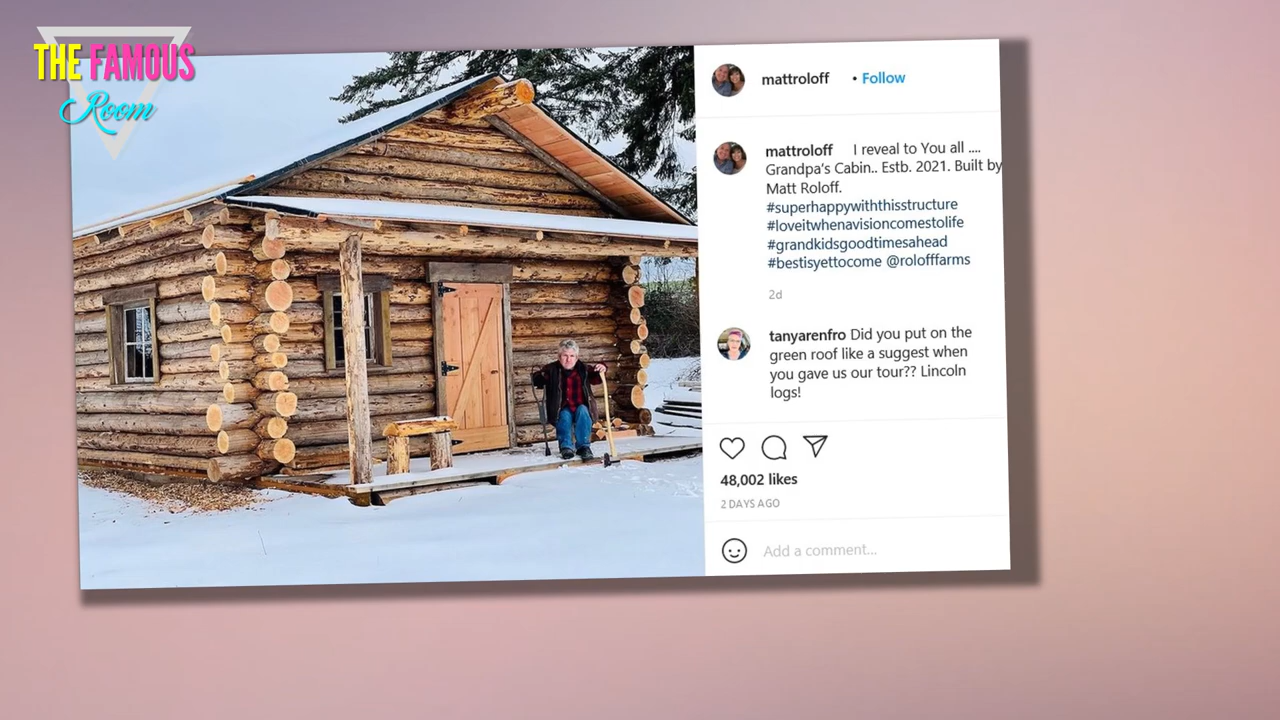 THE FAMOUS
Room
mattroloff • Follow
mattroloff I reveal to You all ....
Grandpa's Cabin.. Estb. 2021. Built by
Matt Roloff.
#superhappywiththisstructure
#loveitwhenavisioncomestolife
#grandkidsgoodtimesahead
#bestisyettocome @rolofffarms
2d
tanyarenfro Did you put on the
green roof like a suggest when
you gave us our tour?? Lincoln
logs!
48,002 likes
2 DAYS AGO
Add a comment...